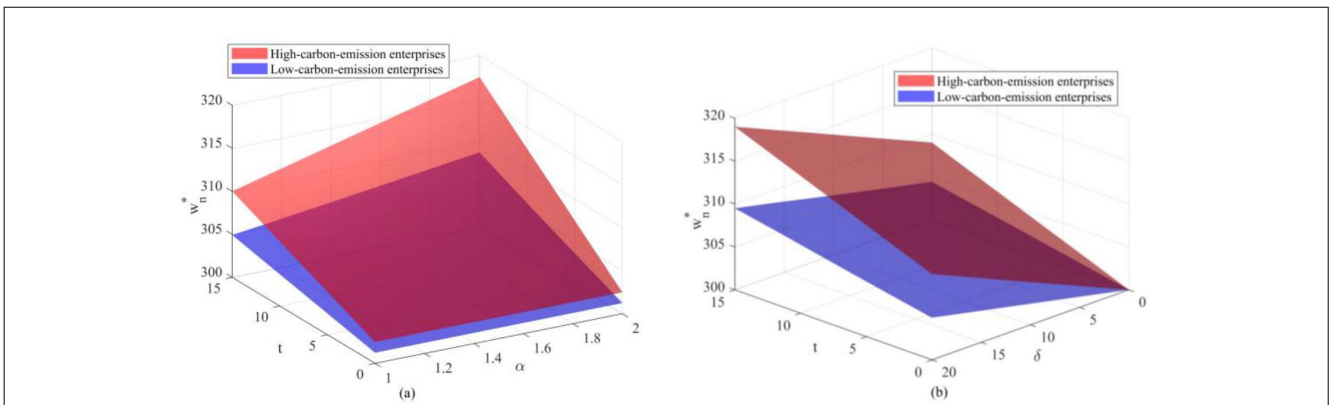 High-carbon-emission enterprises
Low-carbon-emission enterprises
320
315
310
305
300
w_n^*
15
10
5
0
t
1
1.2
1.4
1.6
1.8
2
α
(a)
High-carbon-emission enterprises
Low-carbon-emission enterprises
320
315
310
305
300
w_n^*
15
10
5
0
t
20
15
10
5
0
δ
(b)